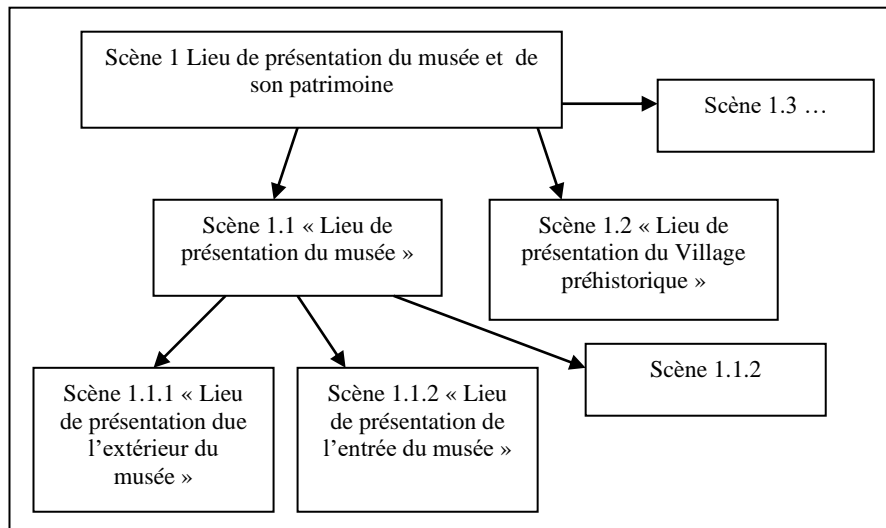 Scène 1 Lieu de présentation du musée et de
son patrimoine
Scène 1.3 …
Scène 1.1 « Lieu de
présentation du musée »
Scène 1.2 « Lieu de
présentation du Village
préhistorique »
Scène 1.1.1 « Lieu
de présentation due
l’extérieur du
musée »
Scène 1.1.2 « Lieu
de présentation de
l’entrée du musée »
Scène 1.1.2